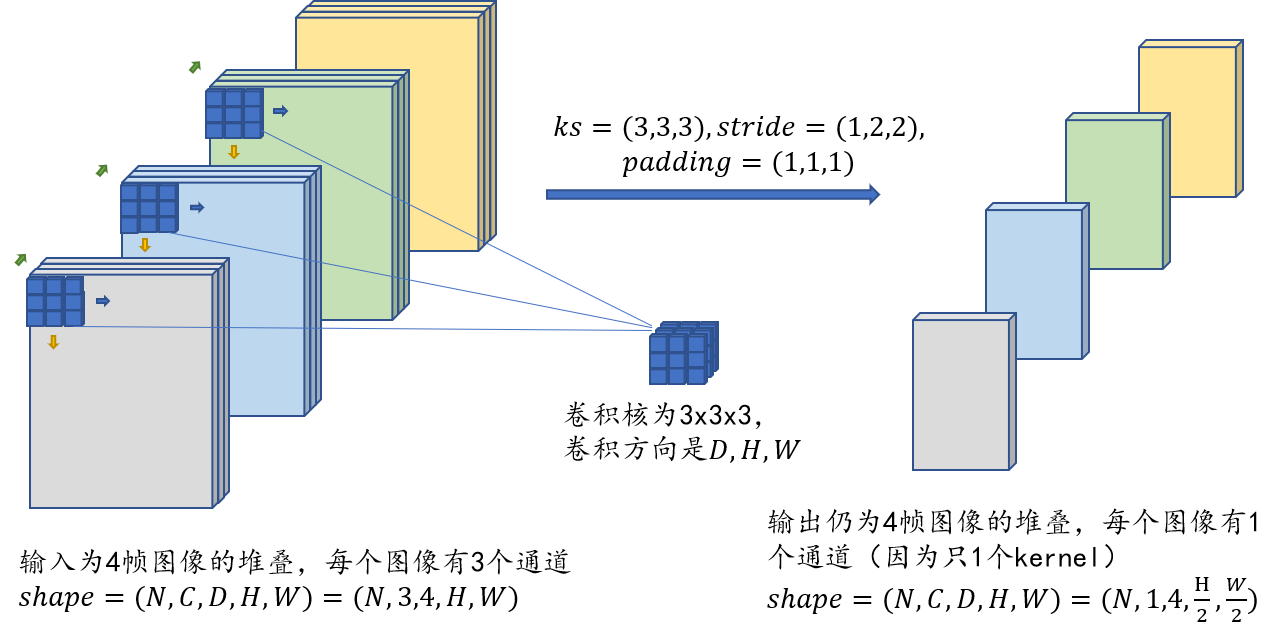 ks = (3,3,3), stride = (1,2,2),
padding = (1,1,1)
卷积核为3x3x3,
卷积方向是D, H, W
输入为4帧图像的堆叠，每个图像有3个通道
shape = (N, C, D, H, W) = (N, 3,4, H, W)
输出仍为4帧图像的堆叠，每个图像有1
个通道（因为只1个kernel）
shape = (N, C, D, H, W) = (N, 1,4, H/2, W/2)